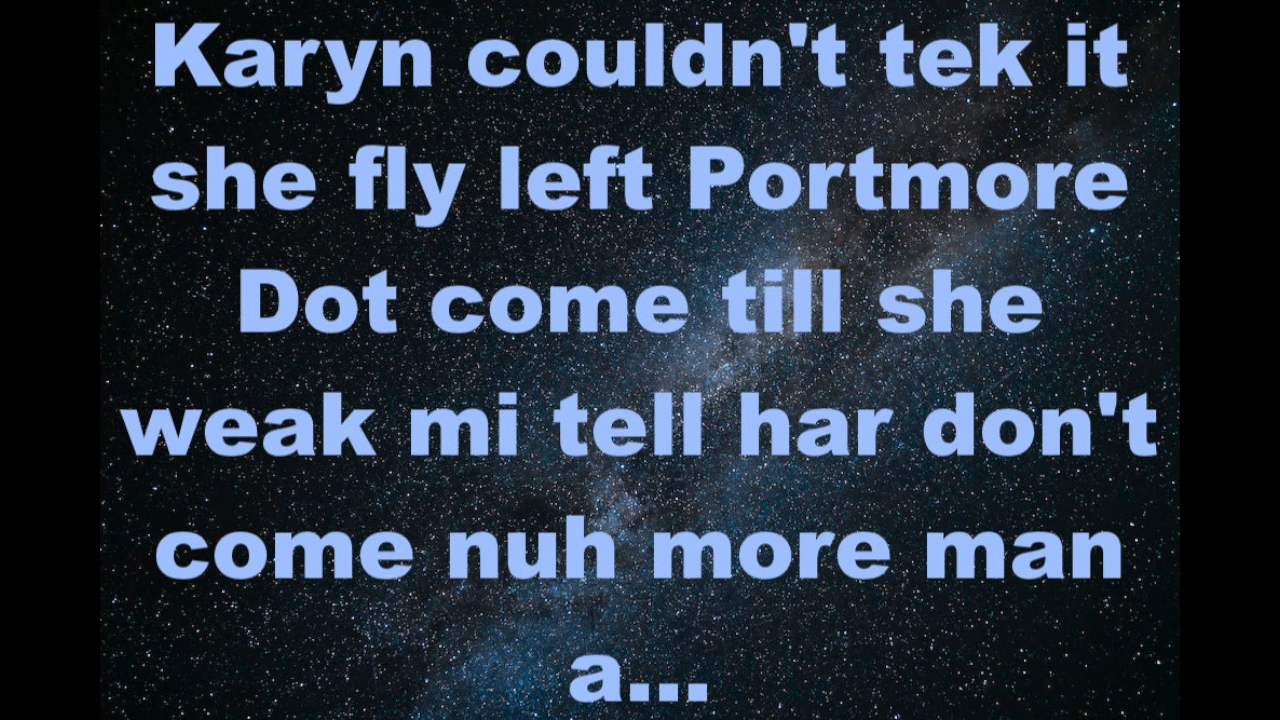 Karyn couldn't tek it
she fly left Portmore
Dot come till she
weak mi tell har don't
come nuh more man
a...